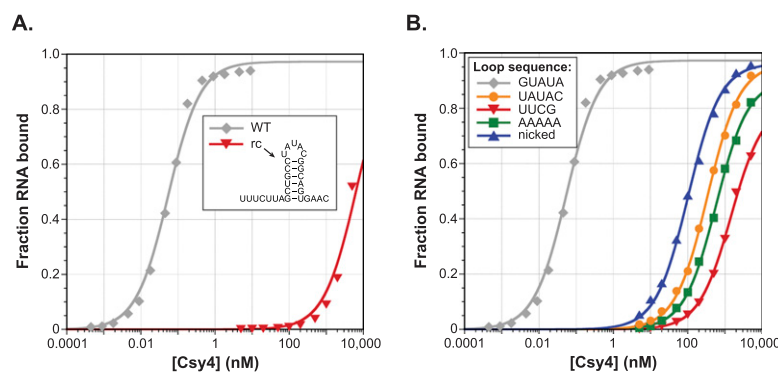 A.
Fraction RNA bound
1.0
0.8
0.6
0.4
0.2
0
0.0001
0.01
1
100
10,000
[Csy4] (nM)
WT
rc
U A
A C
U G
C–G
C–C
G–A
U–C
C–G
UUUCUUAG–UGAAC
B.
Fraction RNA bound
1.0
0.8
0.6
0.4
0.2
0
0.0001
0.01
1
100
10,000
[Csy4] (nM)
Loop sequence:
GUAUA
UAUAC
UUCG
AAAAA
nicked